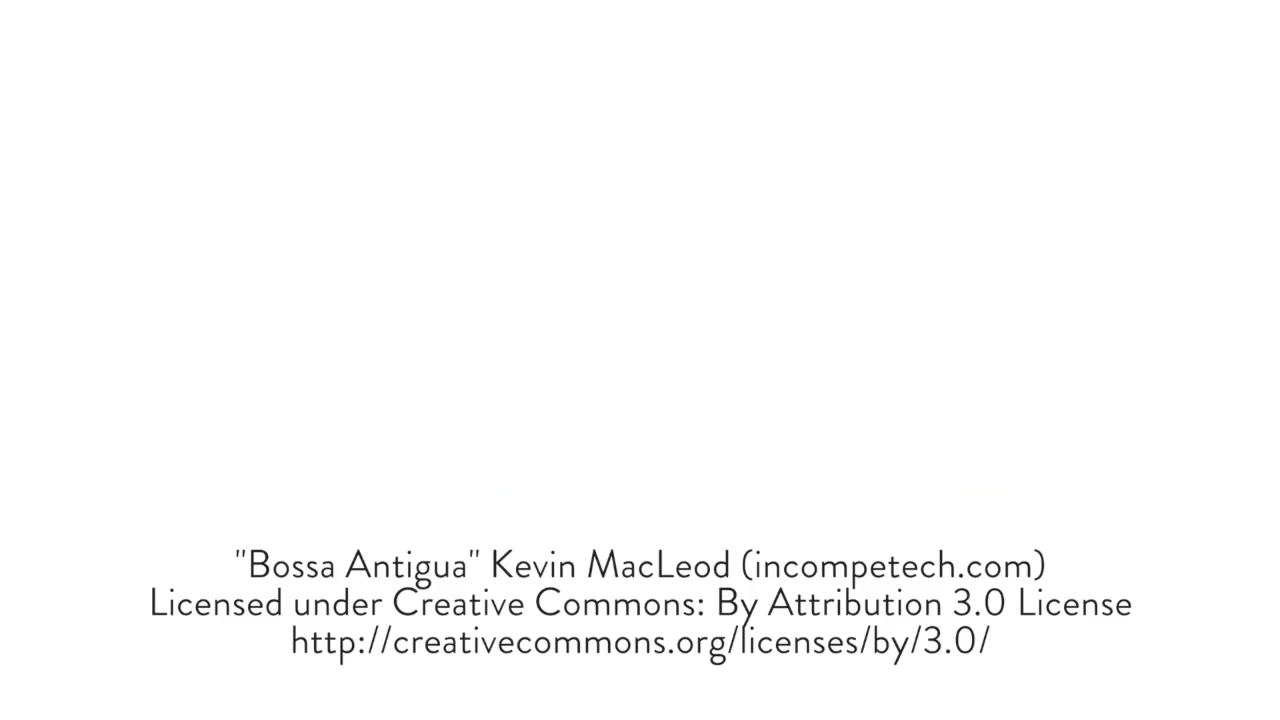 "Bossa Antigua" Kevin MacLeod (incompetech.com)
Licensed under Creative Commons: By Attribution 3.0 License
http://creativecommons.org/licenses/by/3.0/